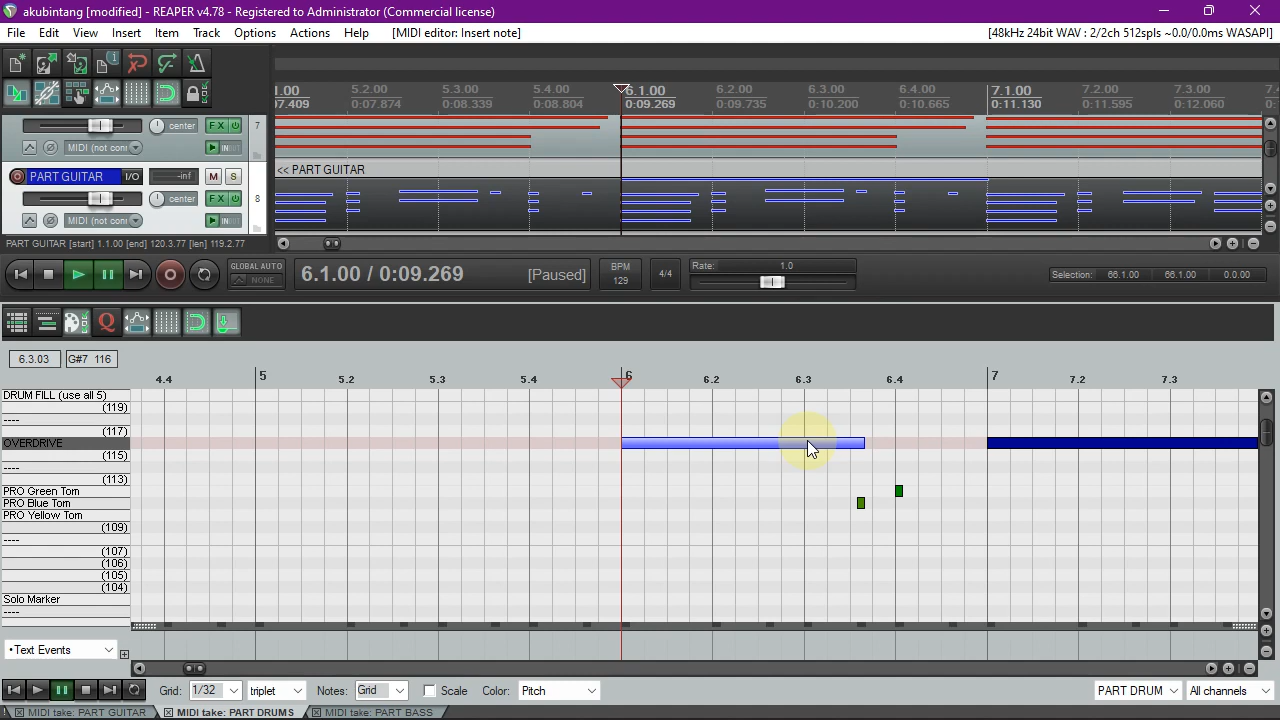 akubintang [modified] - REAPER v4.78 - Registered to Administrator (Commercial license)
File Edit View Insert Item Track Options Actions Help [MIDI editor: Insert note] [48kHz 24bit WAV : 2/2ch 512spls ~0.0/0.0ms WASAPI]
1.00 5.2.00 5.3.00 5.4.00 6.1.00 6.2.00 6.3.00 6.4.00 7.1.00 7.2.00 7.3.00
07.409 0:07.874 0:08.339 0:08.804 0:09.269 0:09.735 0:10.200 0:10.665 0:11.130 0:11.595 0:12.060
center FX 7
MIDI (not conn IN
<< PART GUITAR
PART GUITAR I/O -inf M S
center FX 8
MIDI (not conn IN
PART GUITAR [start] 1.1.00 [end] 120.3.77 [len] 119.2.77
GLOBAL AUTO
NONE
6.1.00 / 0:09.269 [Paused]
BPM
129
4/4
Rate: 1.0
Selection: 66.1.00 66.1.00 0.0.00
6.3.03 G#7 116
4.4 5 5.2 5.3 5.4 6 6.2 6.3 6.4 7 7.2 7.3
DRUM FILL (use all 5)
(119)
----
(117)
OVERDRIVE
(115)
----
(113)
PRO Green Tom
PRO Blue Tom
PRO Yellow Tom
(109)
----
(107)
(106)
(105)
(104)
Solo Marker
----
•Text Events
Grid: 1/32 triplet Notes: Grid Scale Color: Pitch PART DRUM All channels
MIDI take: PART GUITAR MIDI take: PART DRUMS MIDI take: PART BASS